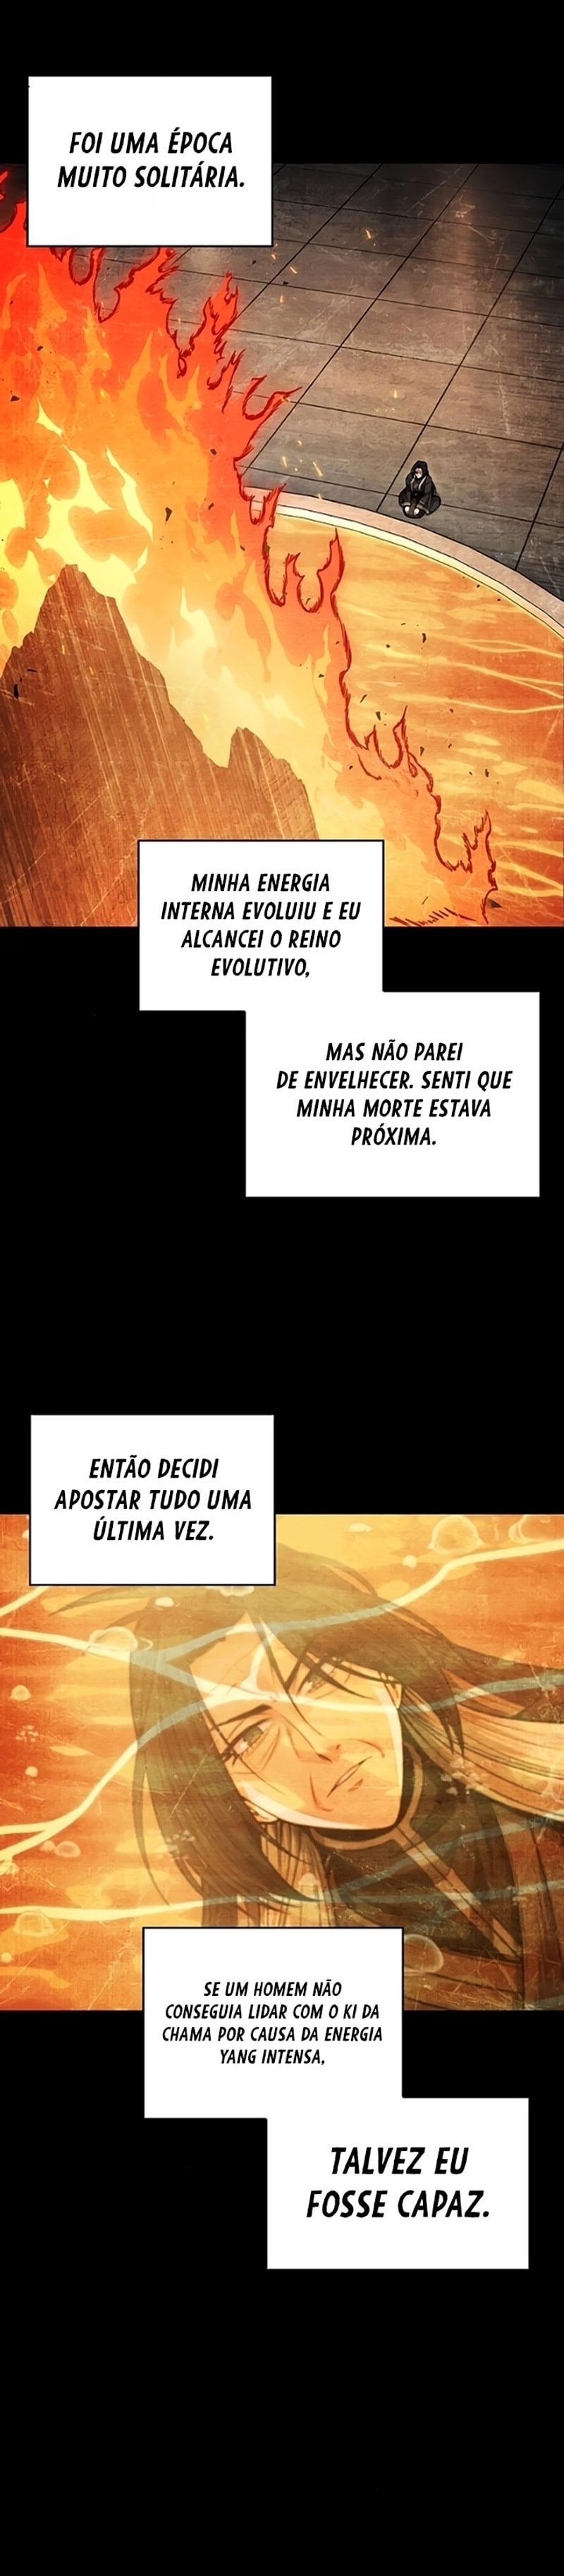 FOI UMA ÉPOCA
MUITO SOLITÁRIA.
MINHA ENERGIA
INTERNA EVOLUIU E EU
ALCANCEI O REINO
EVOLUTIVO,
MAS NÃO PAREI
DE ENVELHECER. SENTI QUE
MINHA MORTE ESTAVA
PRÓXIMA.
ENTÃO DECIDI
APOSTAR TUDO UMA
ÚLTIMA VEZ.
SE UM HOMEM NÃO
CONSEGUIA LIDAR COM O KI DA
CHAMA POR CAUSA DA ENERGIA
YANG INTENSA,
TALVEZ EU
FOSSE CAPAZ.